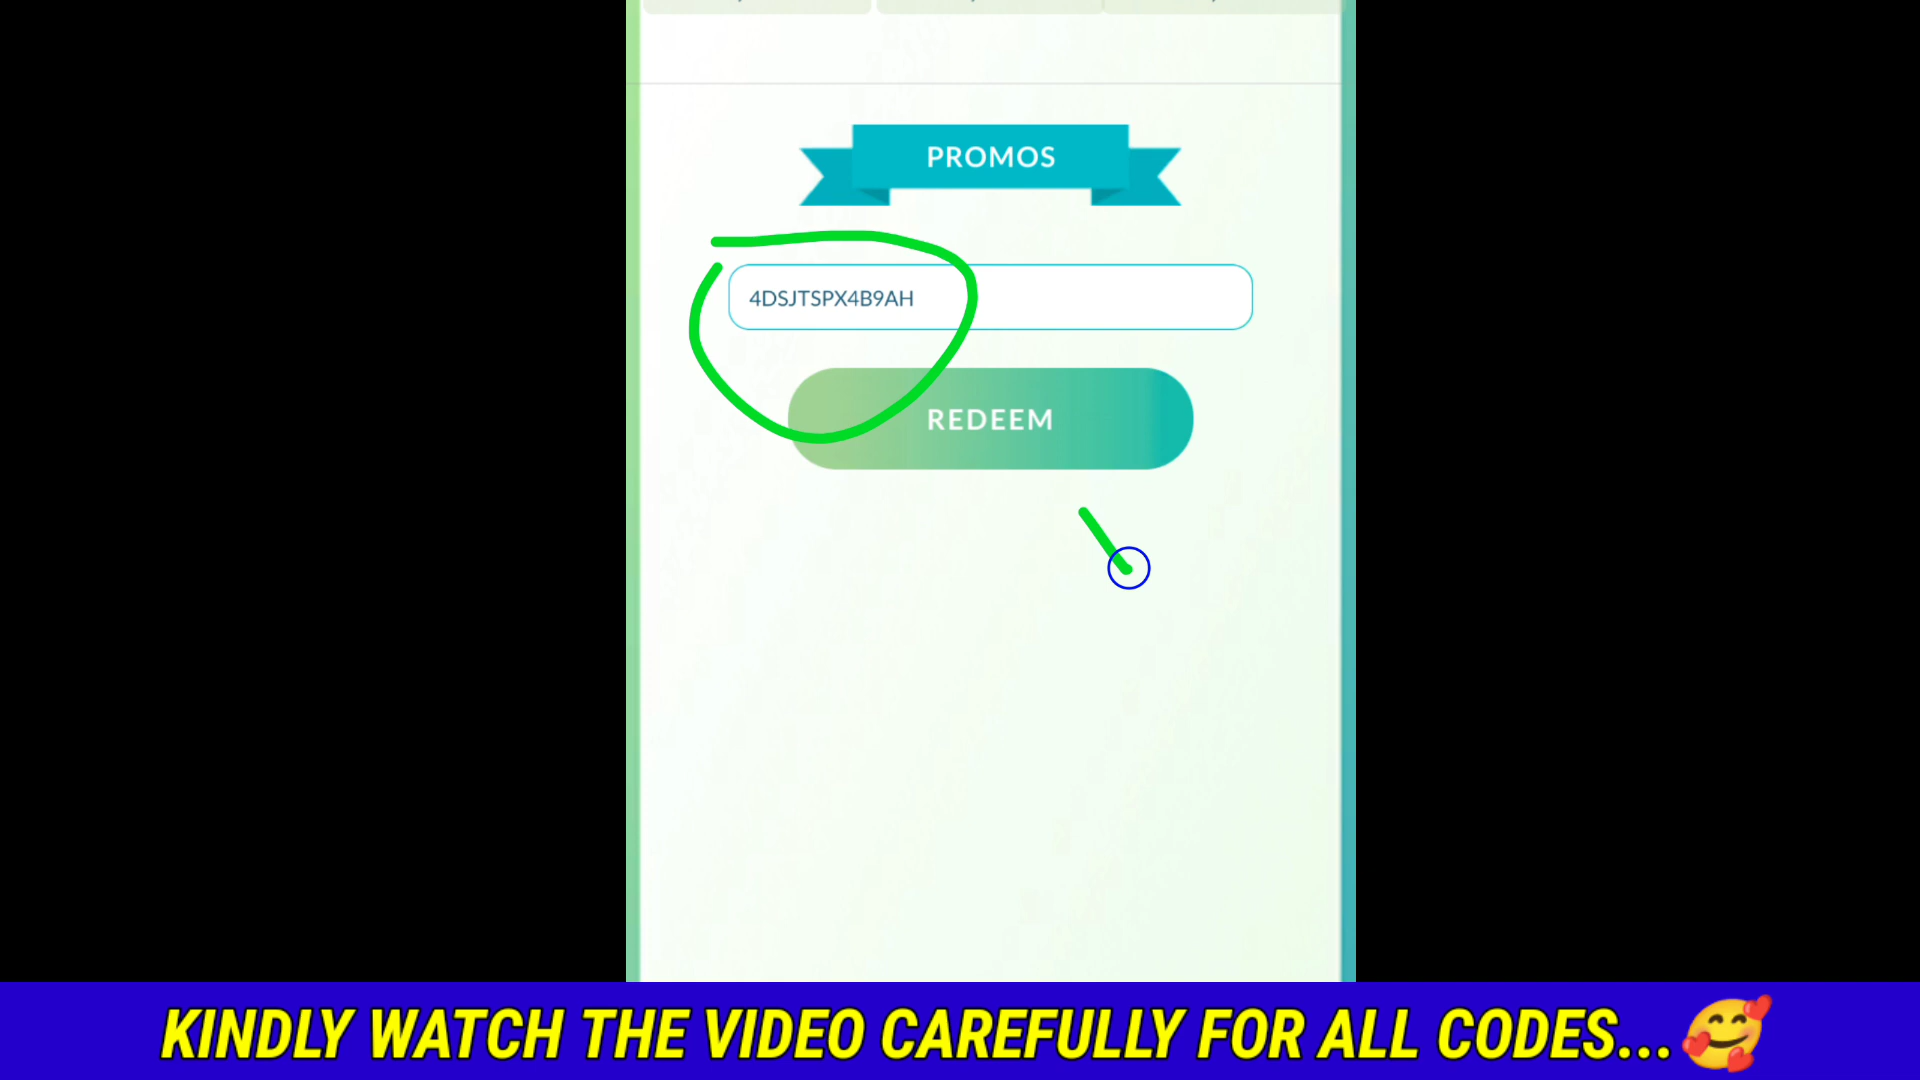 PROMOS
4DSJTSPX4B9AH
REDEEM
KINDLY WATCH THE VIDEO CAREFULLY FOR ALL CODES...